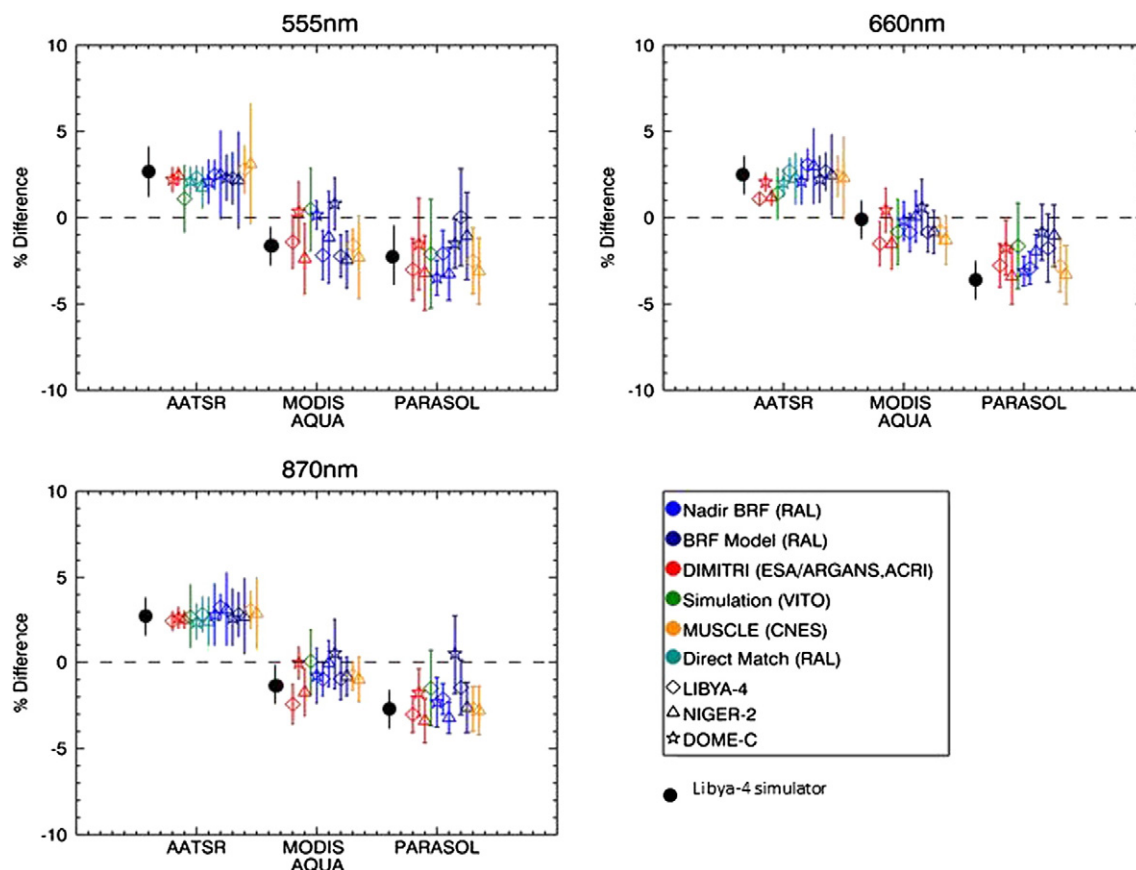 555nm
10
5
0
-5
-10
% Difference
AATSR
MODIS
AQUA
PARASOL
660nm
10
5
0
-5
-10
% Difference
AATSR
MODIS
AQUA
PARASOL
870nm
10
5
0
-5
-10
% Difference
AATSR
MODIS
AQUA
PARASOL
Nadir BRF (RAL)
BRF Model (RAL)
DIMITRI (ESA/ARGANS,ACRI)
Simulation (VITO)
MUSCLE (CNES)
Direct Match (RAL)
LIBYA-4
NIGER-2
DOME-C
Libya-4 simulator